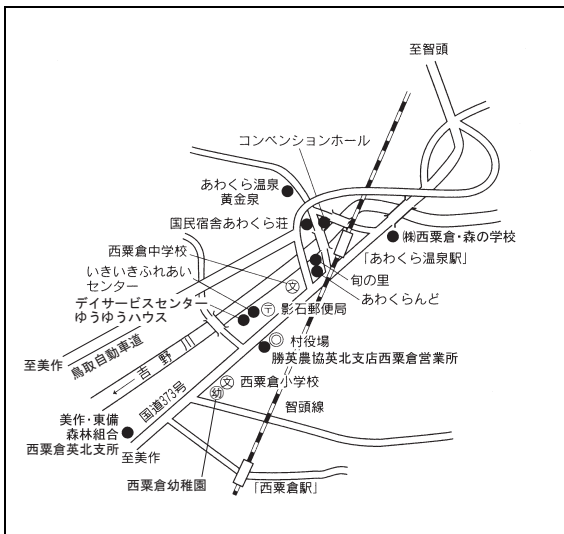 至智頭
コンベンションホール
あわくら温泉
黄金泉
国民宿舎あわくら荘
㈱西粟倉・森の学校
西粟倉中学校
「あわくら温泉駅」
いきいきふれあい
センター
文
旬の里
あわくらんど
デイサービスセンター
ゆうゆうハウス
〒
影石郵便局
村役場
勝英農協英北支店西粟倉営業所
至美作
鳥取自動車道
吉野川
国道373号
文
西粟倉小学校
幼
智頭線
美作・東備
森林組合
西粟倉英北支所
至美作
西粟倉幼稚園
「西粟倉駅」